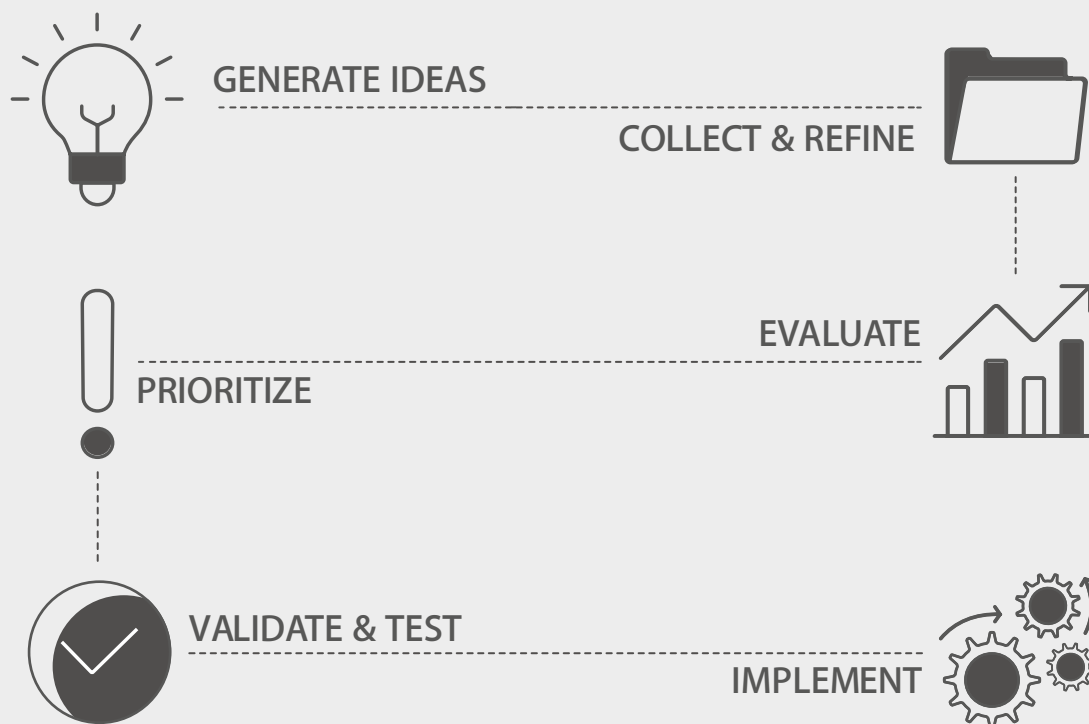 GENERATE IDEAS
COLLECT & REFINE
EVALUATE
PRIORITIZE
VALIDATE & TEST
IMPLEMENT